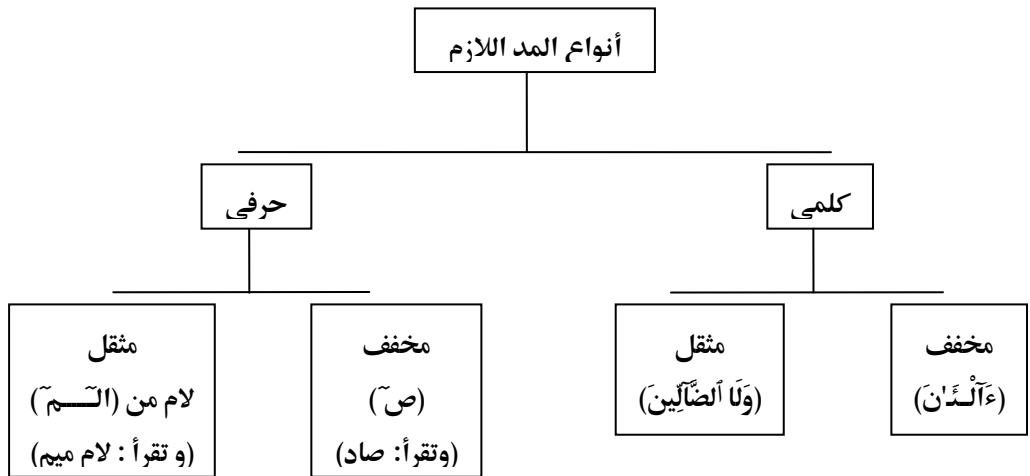 أنواع المد اللازم
كلمي
حرفي
مخفف
(ءَآلْـَٰٔنَ)
مثقل
(وَلَا ٱلضَّآلِّينَ)
مخفف
(صٓ)
(وتقرأ: صاد)
مثقل
لام من (الٓـــمٓ)
(و تقرأ : لام ميم)